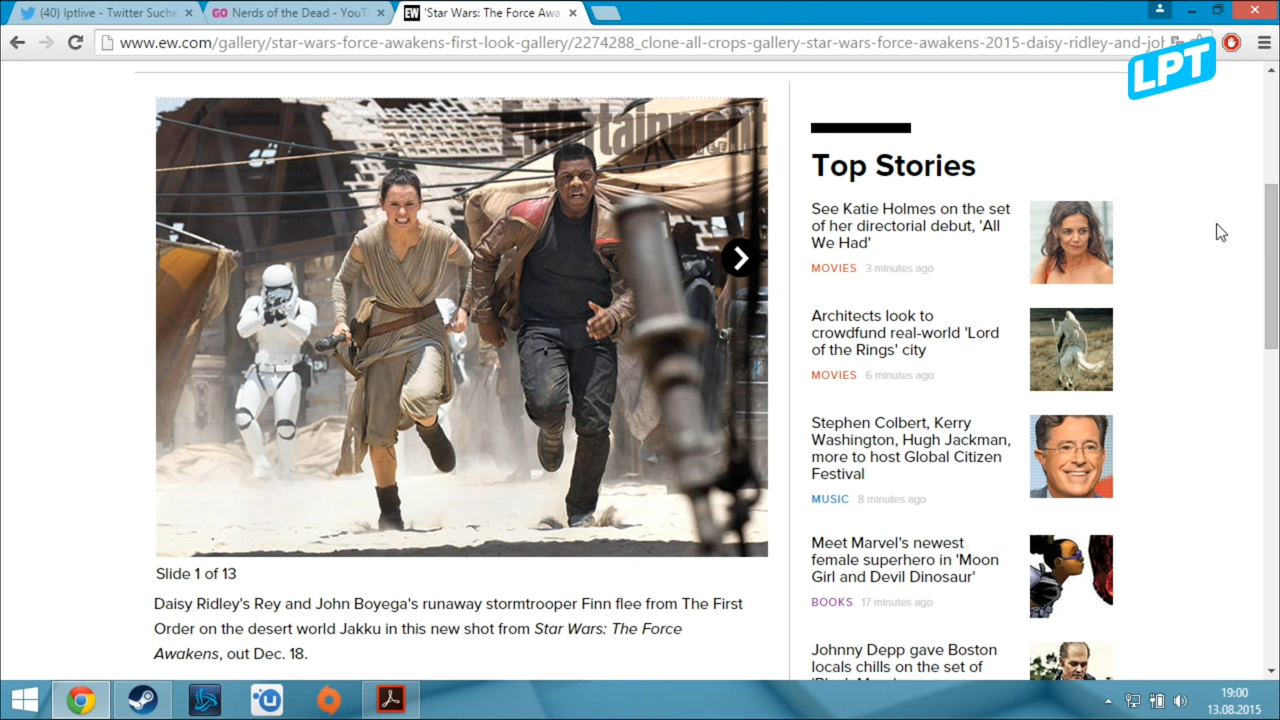 (40) lptlive - Twitter Suche
GO Nerds of the Dead - YouT
EW 'Star Wars: The Force Awa
www.ew.com/gallery/star-wars-force-awakens-first-look-gallery/2274288_clone-all-crops-gallery-star-wars-force-awakens-2015-daisy-ridley-and-joh
LPT
Entertainment
WEEKLY
Top Stories
See Katie Holmes on the set
of her directorial debut, 'All
We Had'
MOVIES 3 minutes ago
Architects look to
crowdfund real-world 'Lord
of the Rings' city
MOVIES 6 minutes ago
Stephen Colbert, Kerry
Washington, Hugh Jackman,
more to host Global Citizen
Festival
MUSIC 8 minutes ago
Meet Marvel's newest
female superhero in 'Moon
Girl and Devil Dinosaur'
BOOKS 17 minutes ago
Johnny Depp gave Boston
locals chills on the set of
Slide 1 of 13
Daisy Ridley's Rey and John Boyega's runaway stormtrooper Finn flee from The First
Order on the desert world Jakku in this new shot from Star Wars: The Force
Awakens, out Dec. 18.
19:00
13.08.2015